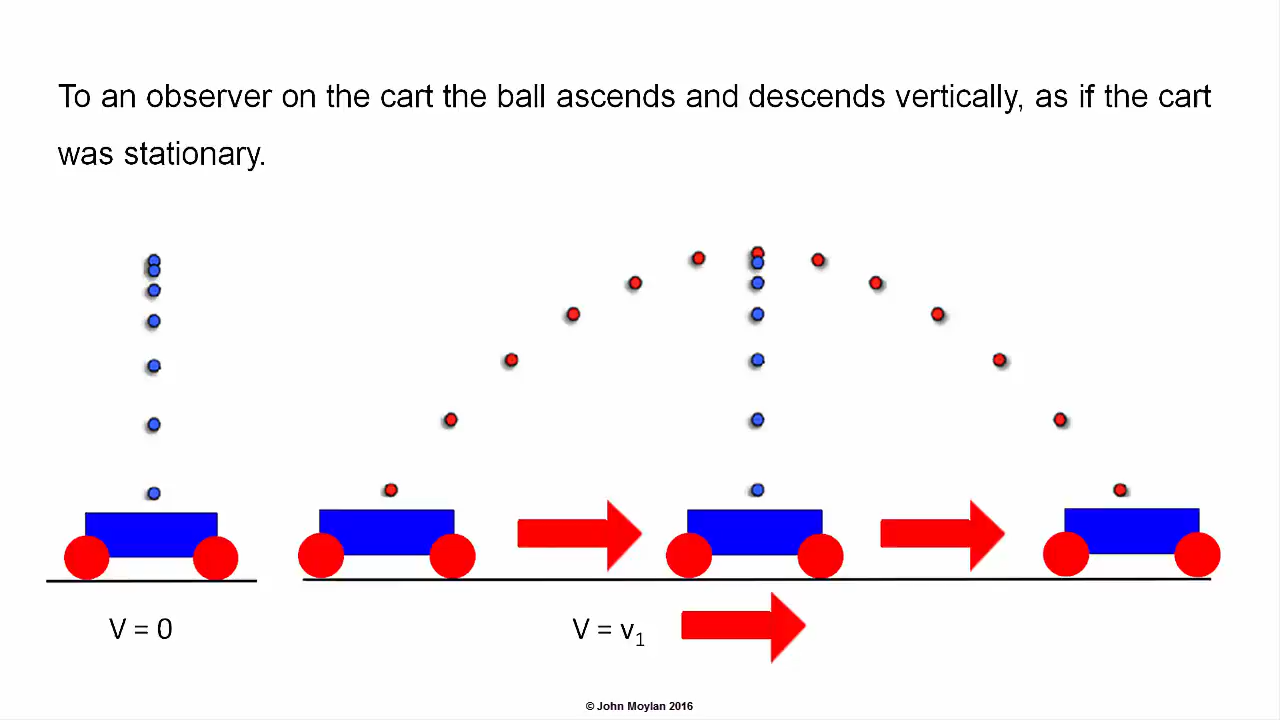 To an observer on the cart the ball ascends and descends vertically, as if the cart
was stationary.
V = 0
V = v₁
© John Moylan 2016